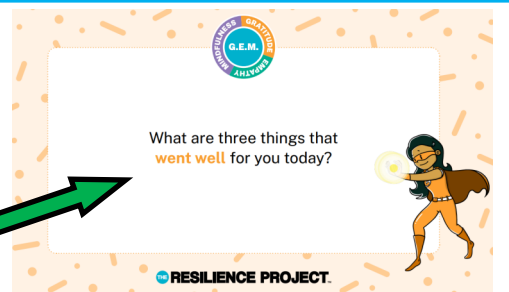 MINDFULNESS
GRATITUDE
EMPATHY
G.E.M.
What are three things that
went well for you today?
THE RESILIENCE PROJECT.